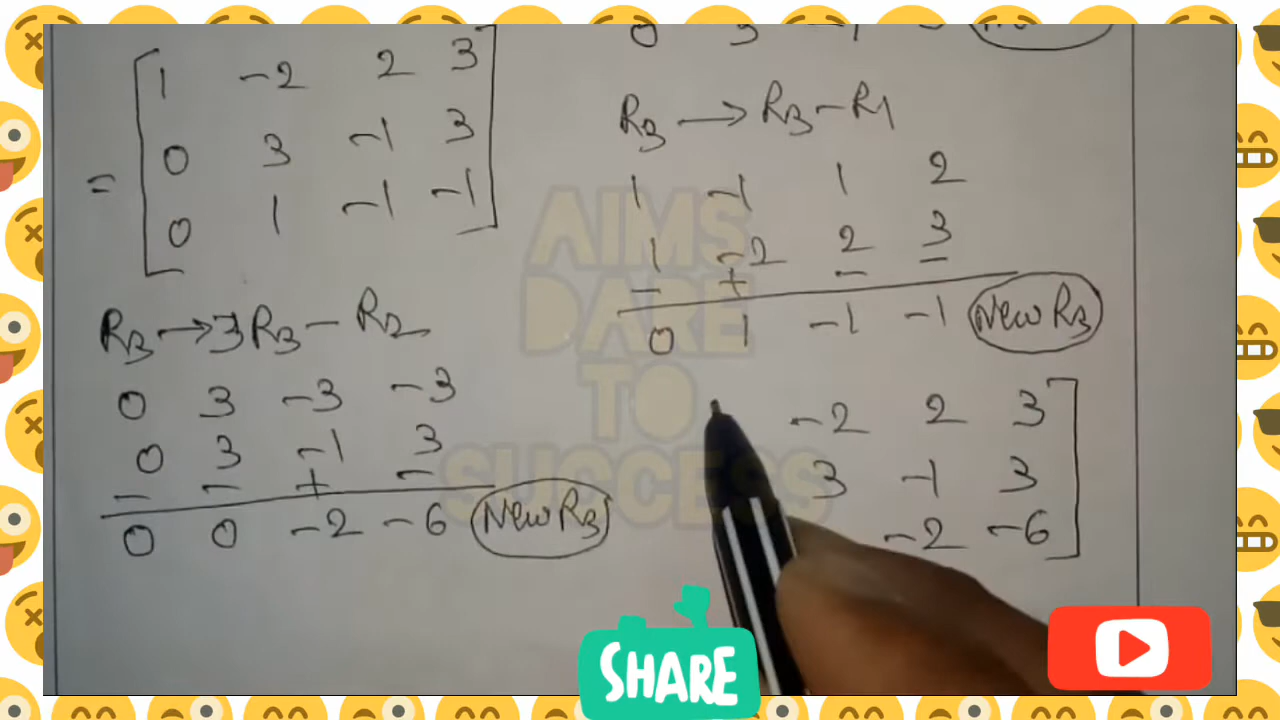 = [ 1 -2 2 3
0 3 -1 3
0 1 -1 -1 ]
R3 → 3R3 - R2
0 3 -3 -3
0 3 -1 3
- - + -
0 0 -2 -6 New R3
R3 → R3 - R1
1 -1 1 2
1 -2 2 3
- + - -
0 1 -1 -1 New R3
-2 2 3
3 -1 3
-2 -6 ]
AIMS
DARE
TO
SUCCESS
SHARE